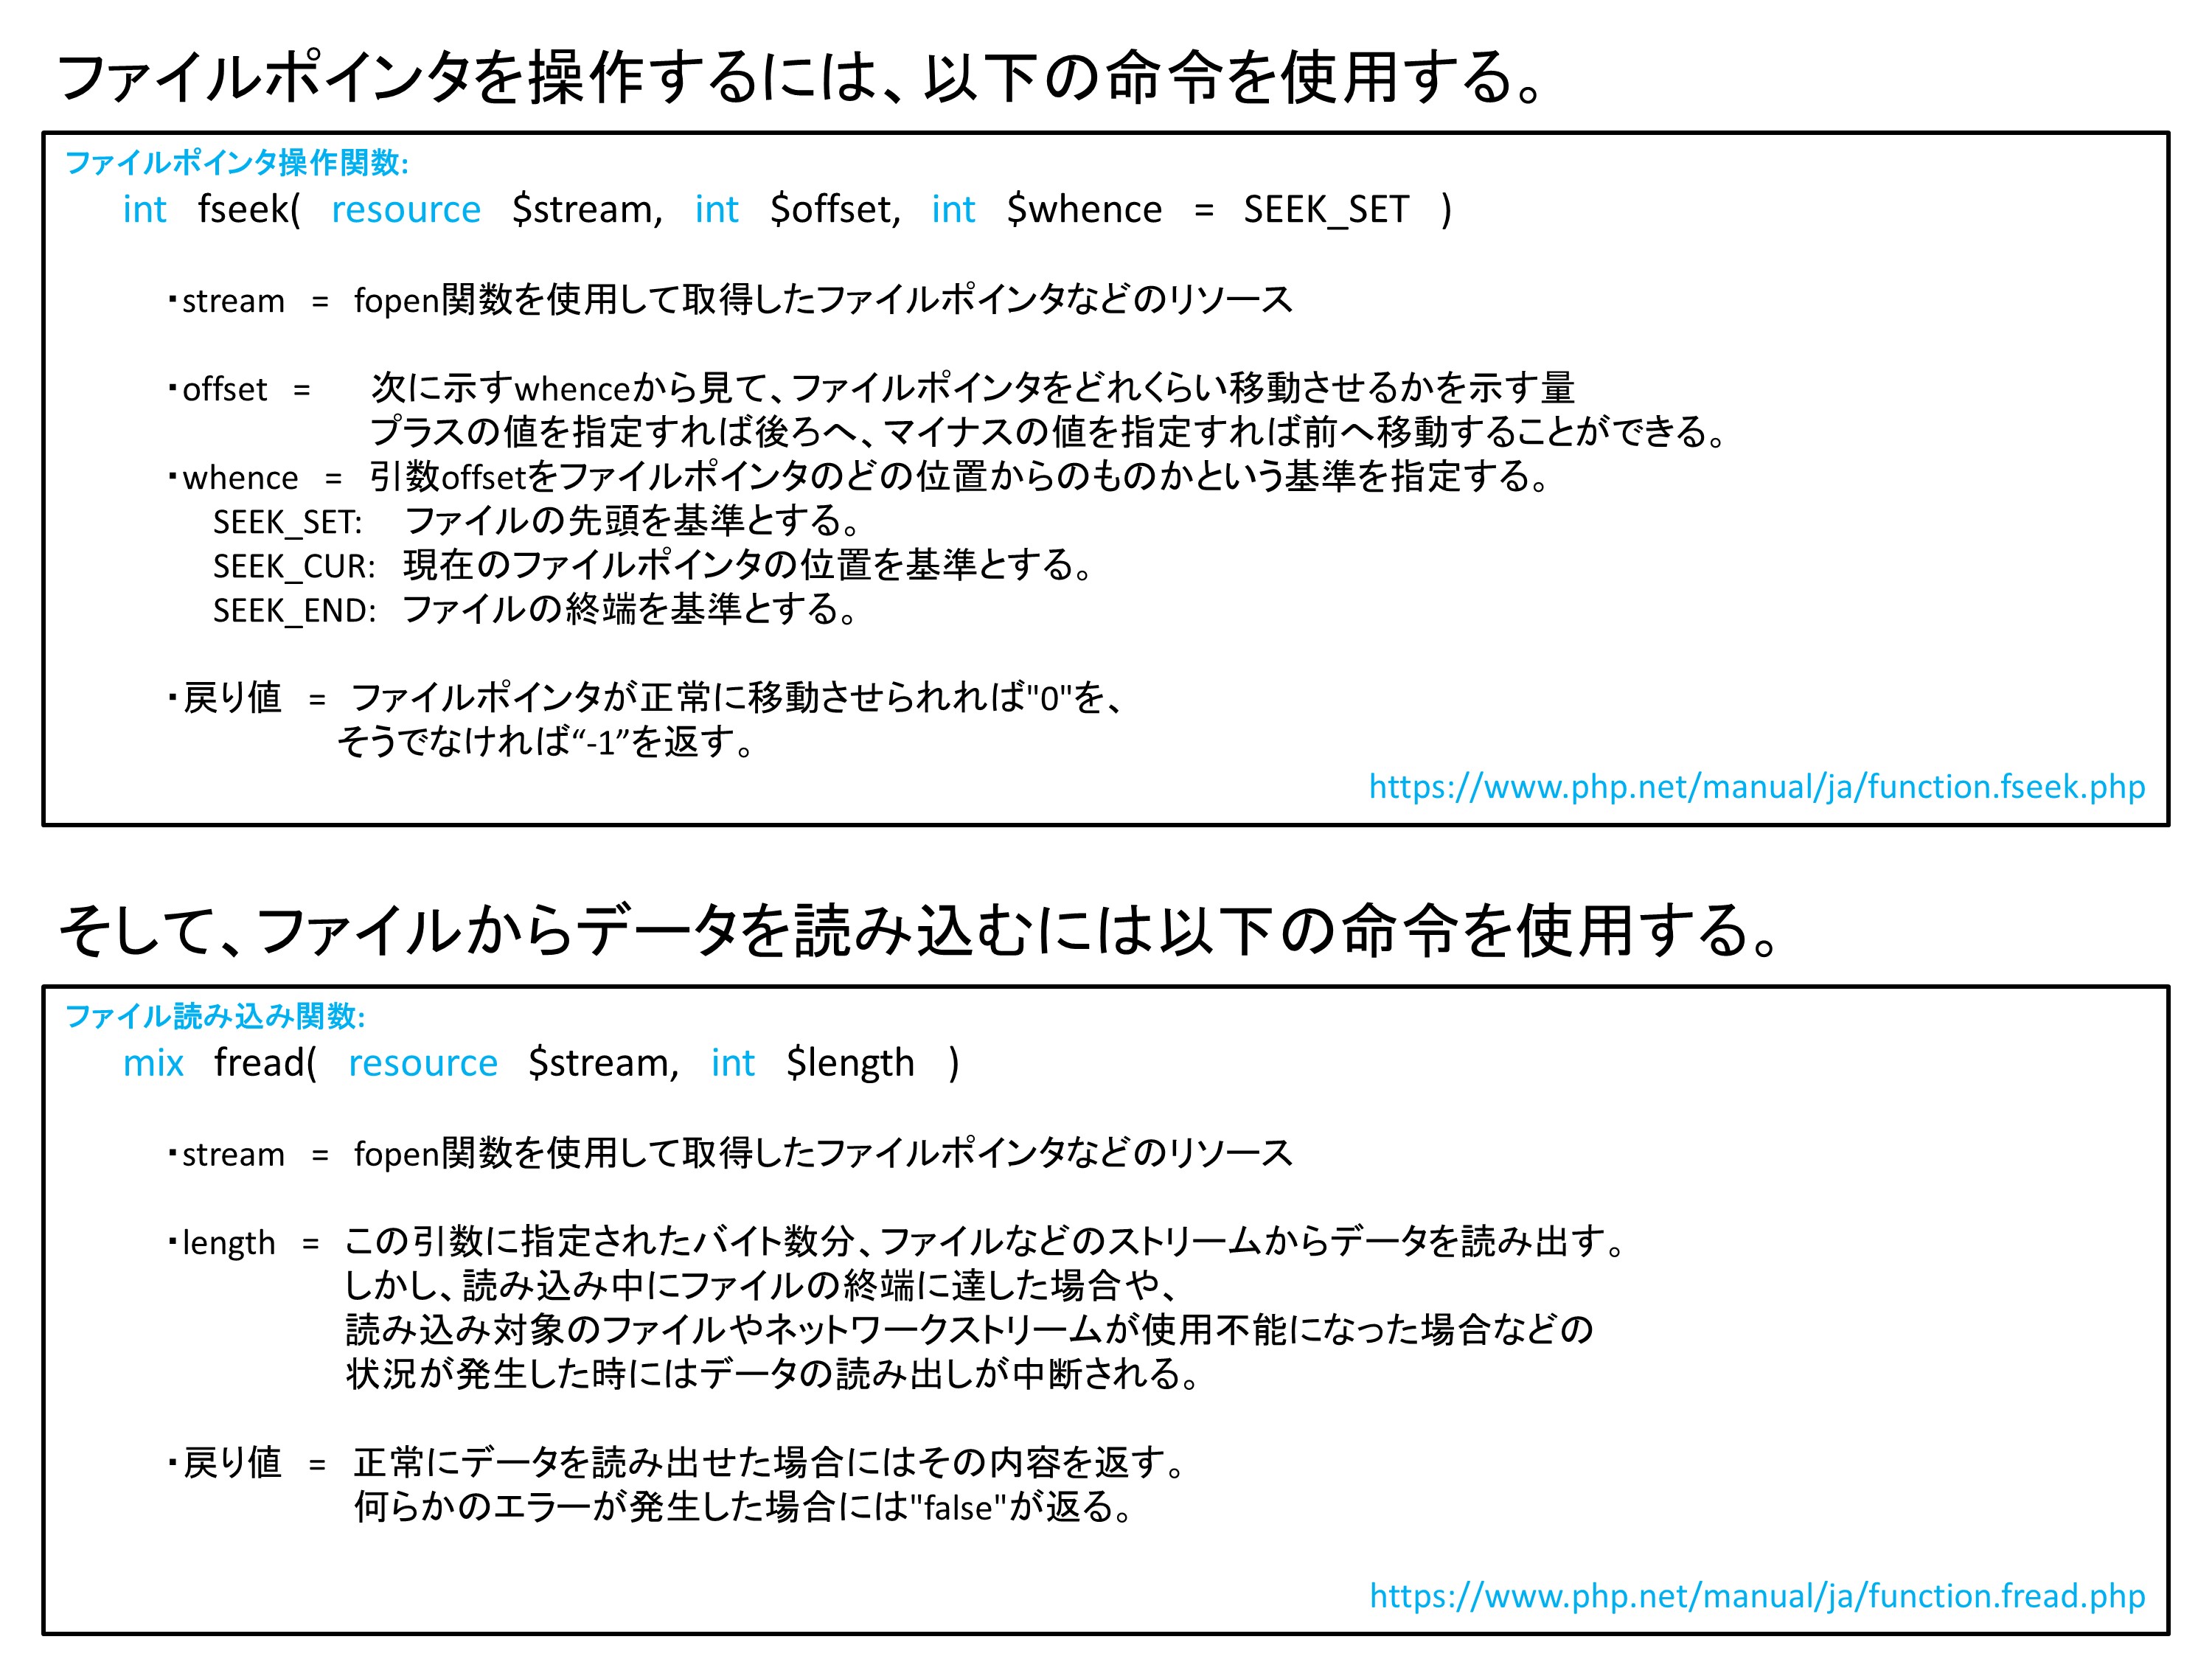 ファイルポインタを操作するには、以下の命令を使用する。
ファイルポインタ操作関数:
int fseek( resource $stream, int $offset, int $whence = SEEK_SET )
・stream = fopen関数を使用して取得したファイルポインタなどのリソース
・offset = 次に示すwhenceから見て、ファイルポインタをどれくらい移動させるかを示す量
プラスの値を指定すれば後ろへ、マイナスの値を指定すれば前へ移動することができる。
・whence = 引数offsetをファイルポインタのどの位置からのものかという基準を指定する。
SEEK_SET: ファイルの先頭を基準とする。
SEEK_CUR: 現在のファイルポインタの位置を基準とする。
SEEK_END: ファイルの終端を基準とする。
・戻り値 = ファイルポインタが正常に移動させられれば"0"を、
そうでなければ“-1”を返す。
https://www.php.net/manual/ja/function.fseek.php
そして、ファイルからデータを読み込むには以下の命令を使用する。
ファイル読み込み関数:
mix fread( resource $stream, int $length )
・stream = fopen関数を使用して取得したファイルポインタなどのリソース
・length = この引数に指定されたバイト数分、ファイルなどのストリームからデータを読み出す。
しかし、読み込み中にファイルの終端に達した場合や、
読み込み対象のファイルやネットワークストリームが使用不能になった場合などの
状況が発生した時にはデータの読み出しが中断される。
・戻り値 = 正常にデータを読み出せた場合にはその内容を返す。
何らかのエラーが発生した場合には"false"が返る。
https://www.php.net/manual/ja/function.fread.php